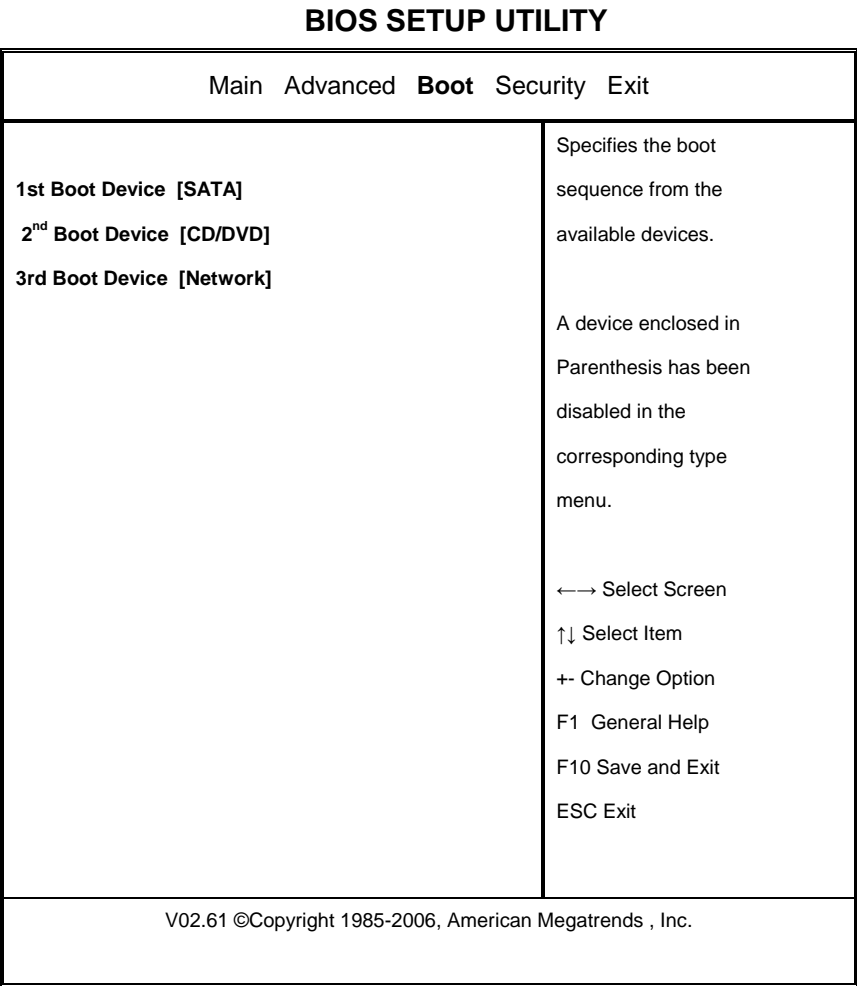 BIOS SETUP UTILITY
Main Advanced Boot Security Exit
1st Boot Device [SATA]
2nd Boot Device [CD/DVD]
3rd Boot Device [Network]
Specifies the boot
sequence from the
available devices.
A device enclosed in
Parenthesis has been
disabled in the
corresponding type
menu.
←→ Select Screen
↑↓ Select Item
+- Change Option
F1 General Help
F10 Save and Exit
ESC Exit
V02.61 ©Copyright 1985-2006, American Megatrends , Inc.